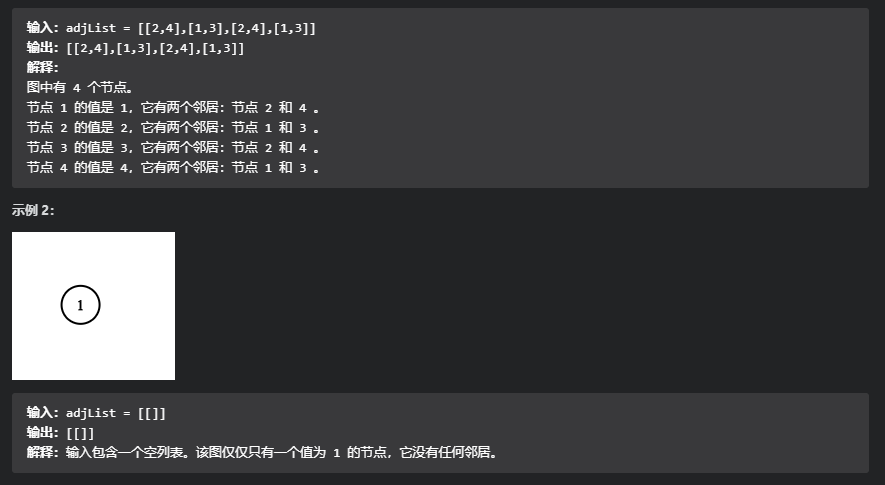 输入：adjList = [[2,4],[1,3],[2,4],[1,3]]
输出：[[2,4],[1,3],[2,4],[1,3]]
解释：
图中有 4 个节点。
节点 1 的值是 1，它有两个邻居：节点 2 和 4 。
节点 2 的值是 2，它有两个邻居：节点 1 和 3 。
节点 3 的值是 3，它有两个邻居：节点 2 和 4 。
节点 4 的值是 4，它有两个邻居：节点 1 和 3 。
示例 2：
1
输入：adjList = [[]]
输出：[[]]
解释：输入包含一个空列表。该图仅仅只有一个值为 1 的节点，它没有任何邻居。